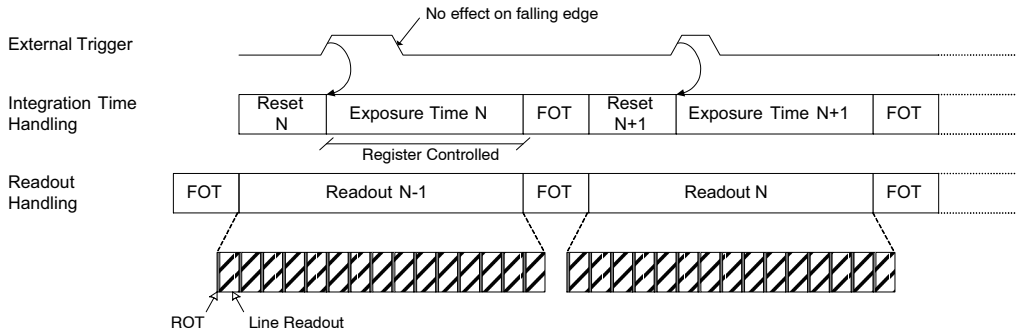 No effect on falling edge
External Trigger
Integration Time
Handling
Reset
N
Exposure Time N
FOT
Reset
N+1
Exposure Time N+1
FOT
Register Controlled
Readout
Handling
FOT
Readout N-1
FOT
Readout N
FOT
ROT
Line Readout